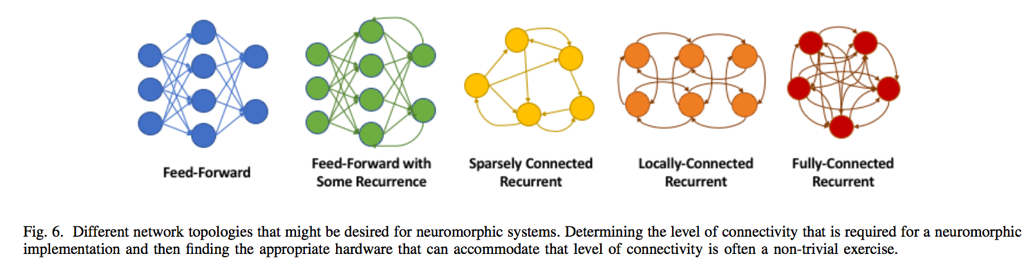 Feed-Forward
Feed-Forward with
Some Recurrence
Sparsely Connected
Recurrent
Locally-Connected
Recurrent
Fully-Connected
Recurrent
Fig. 6. Different network topologies that might be desired for neuromorphic systems. Determining the level of connectivity that is required for a neuromorphic
implementation and then finding the appropriate hardware that can accommodate that level of connectivity is often a non-trivial exercise.